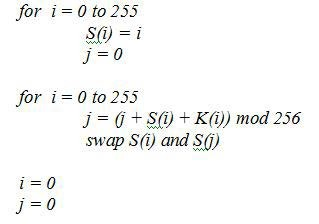 for i = 0 to 255
S(i) = i
j = 0
for i = 0 to 255
j = (j + S(i) + K(i)) mod 256
swap S(i) and S(j)
i = 0
j = 0